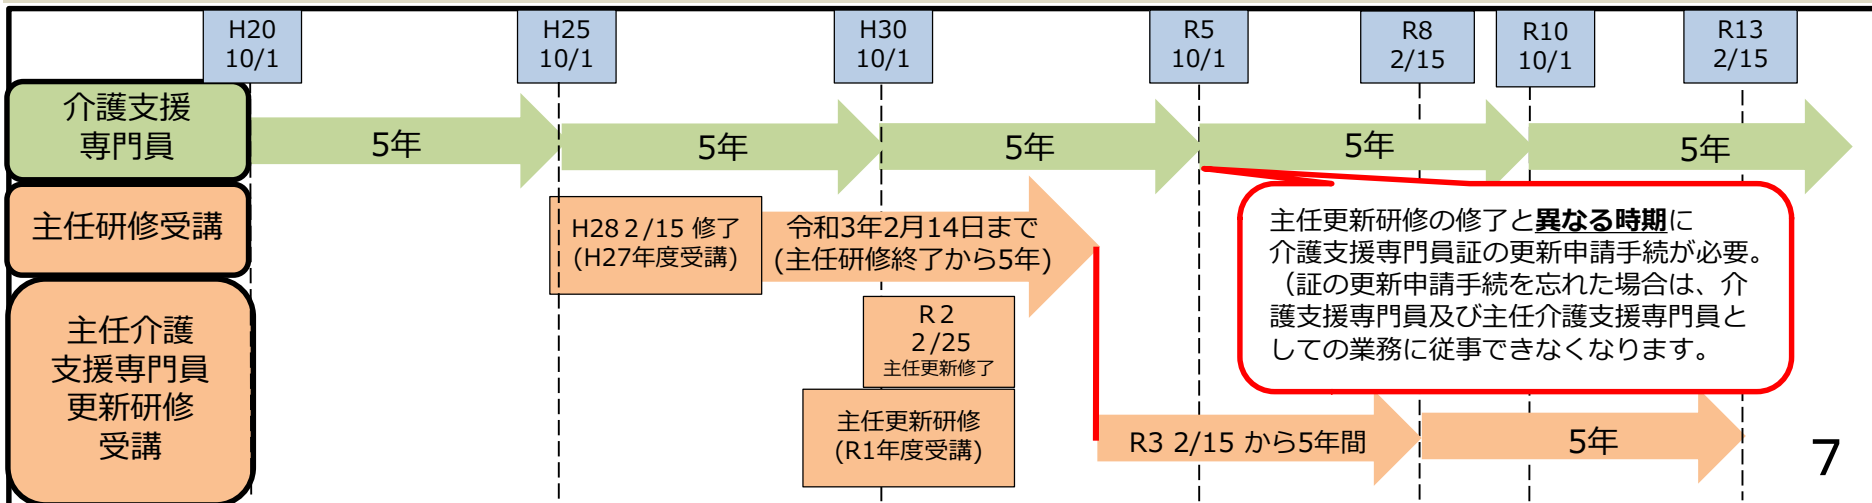 H20
10/1
H25
10/1
H30
10/1
R5
10/1
R8
2/15
R10
10/1
R13
2/15
介護支援
専門員
5年
5年
5年
5年
5年
主任研修受講
H28 2/15 修了
(H27年度受講)
令和3年2月14日まで
(主任研修終了から5年)
主任更新研修の修了と異なる時期に
介護支援専門員証の更新申請手続が必要。
（証の更新申請手続を忘れた場合は、介
護支援専門員及び主任介護支援専門員と
しての業務に従事できなくなります。
主任介護
支援専門員
更新研修
受講
R2
2/25
主任更新修了
主任更新研修
(R1年度受講)
R3 2/15 から5年間
5年
7